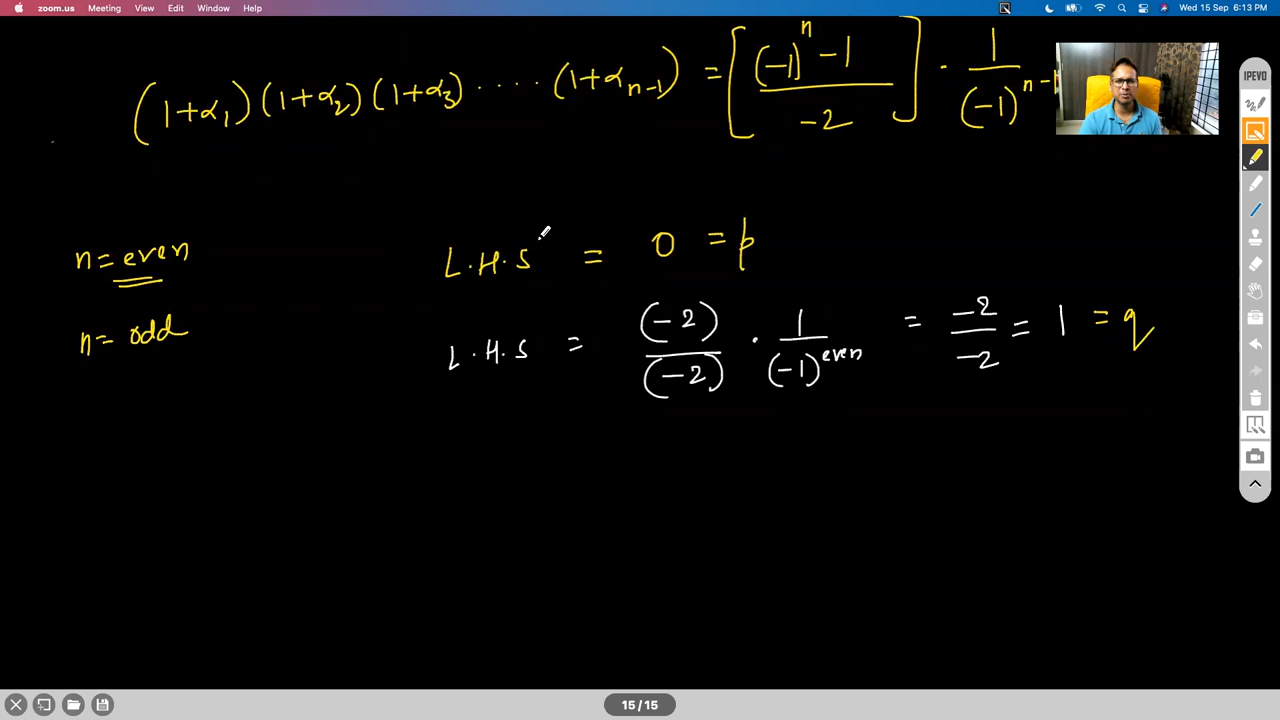 zoom.us Meeting View Edit Window Help Wed 15 Sep 6:13 PM
(1+α₁)(1+α₂)(1+α₃) .... (1+αₙ₋₁) = [((-1)ⁿ - 1)/(-2)] · 1/(-1)ⁿ⁻¹
IPEVO
n = even L.H.S = 0 = p
n = odd L.H.S = (-2)/(-2) · 1/(-1)^even = -2/-2 = 1 = q
15 / 15